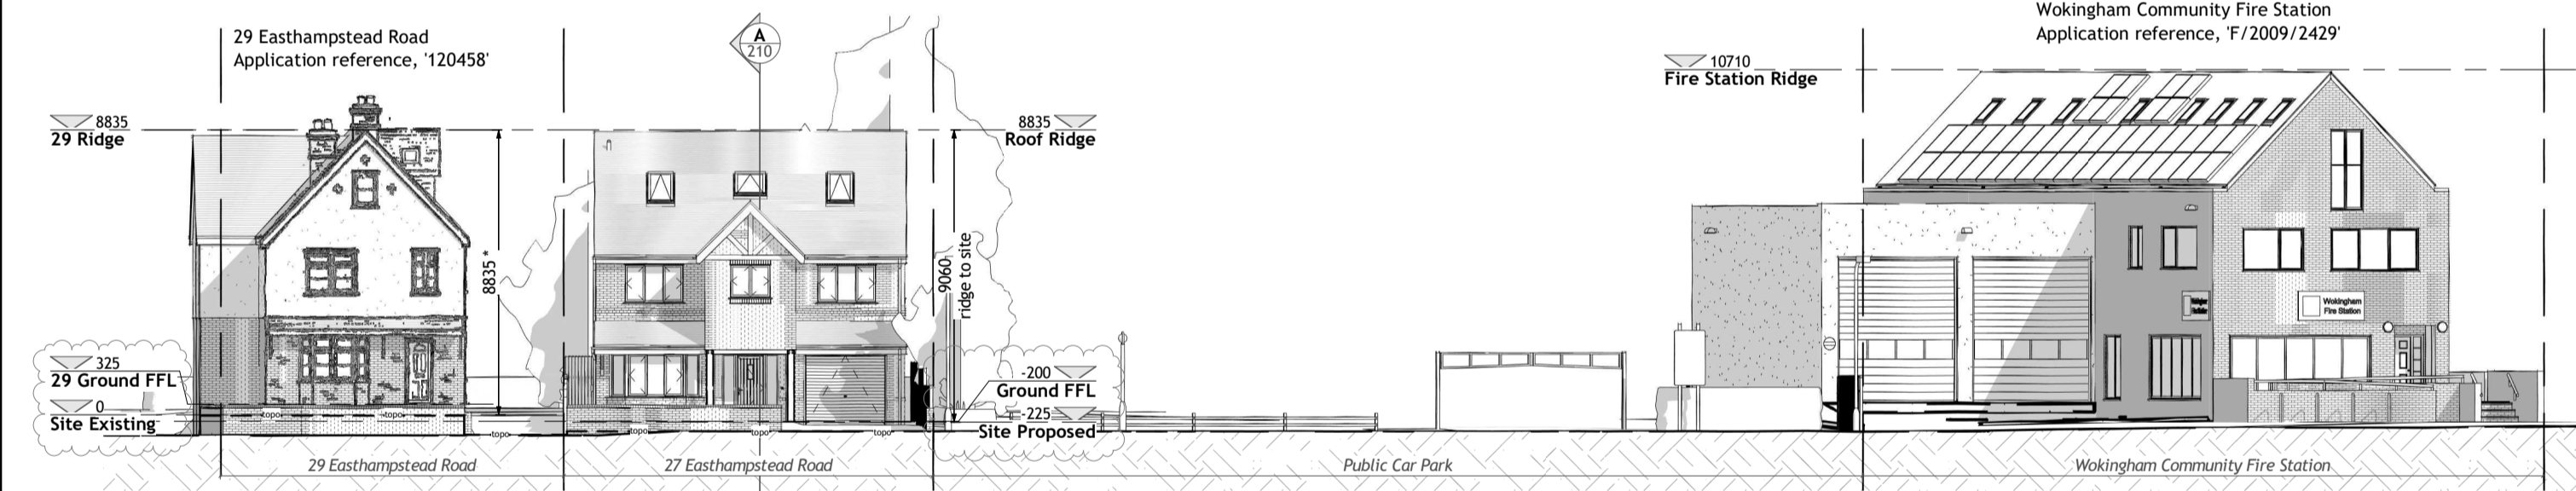 29 Easthampstead Road
Application reference, '120458'
A
210
Wokingham Community Fire Station
Application reference, 'F/2009/2429'
10710
Fire Station Ridge
8835
29 Ridge
8835
Roof Ridge
8835 *
9060
ridge to site
Wokingham
Fire Station
325
29 Ground FFL
0
Site Existing
-200
Ground FFL
-225
Site Proposed
topo
topo
topo
topo
topo
topo
29 Easthampstead Road
27 Easthampstead Road
Public Car Park
Wokingham Community Fire Station